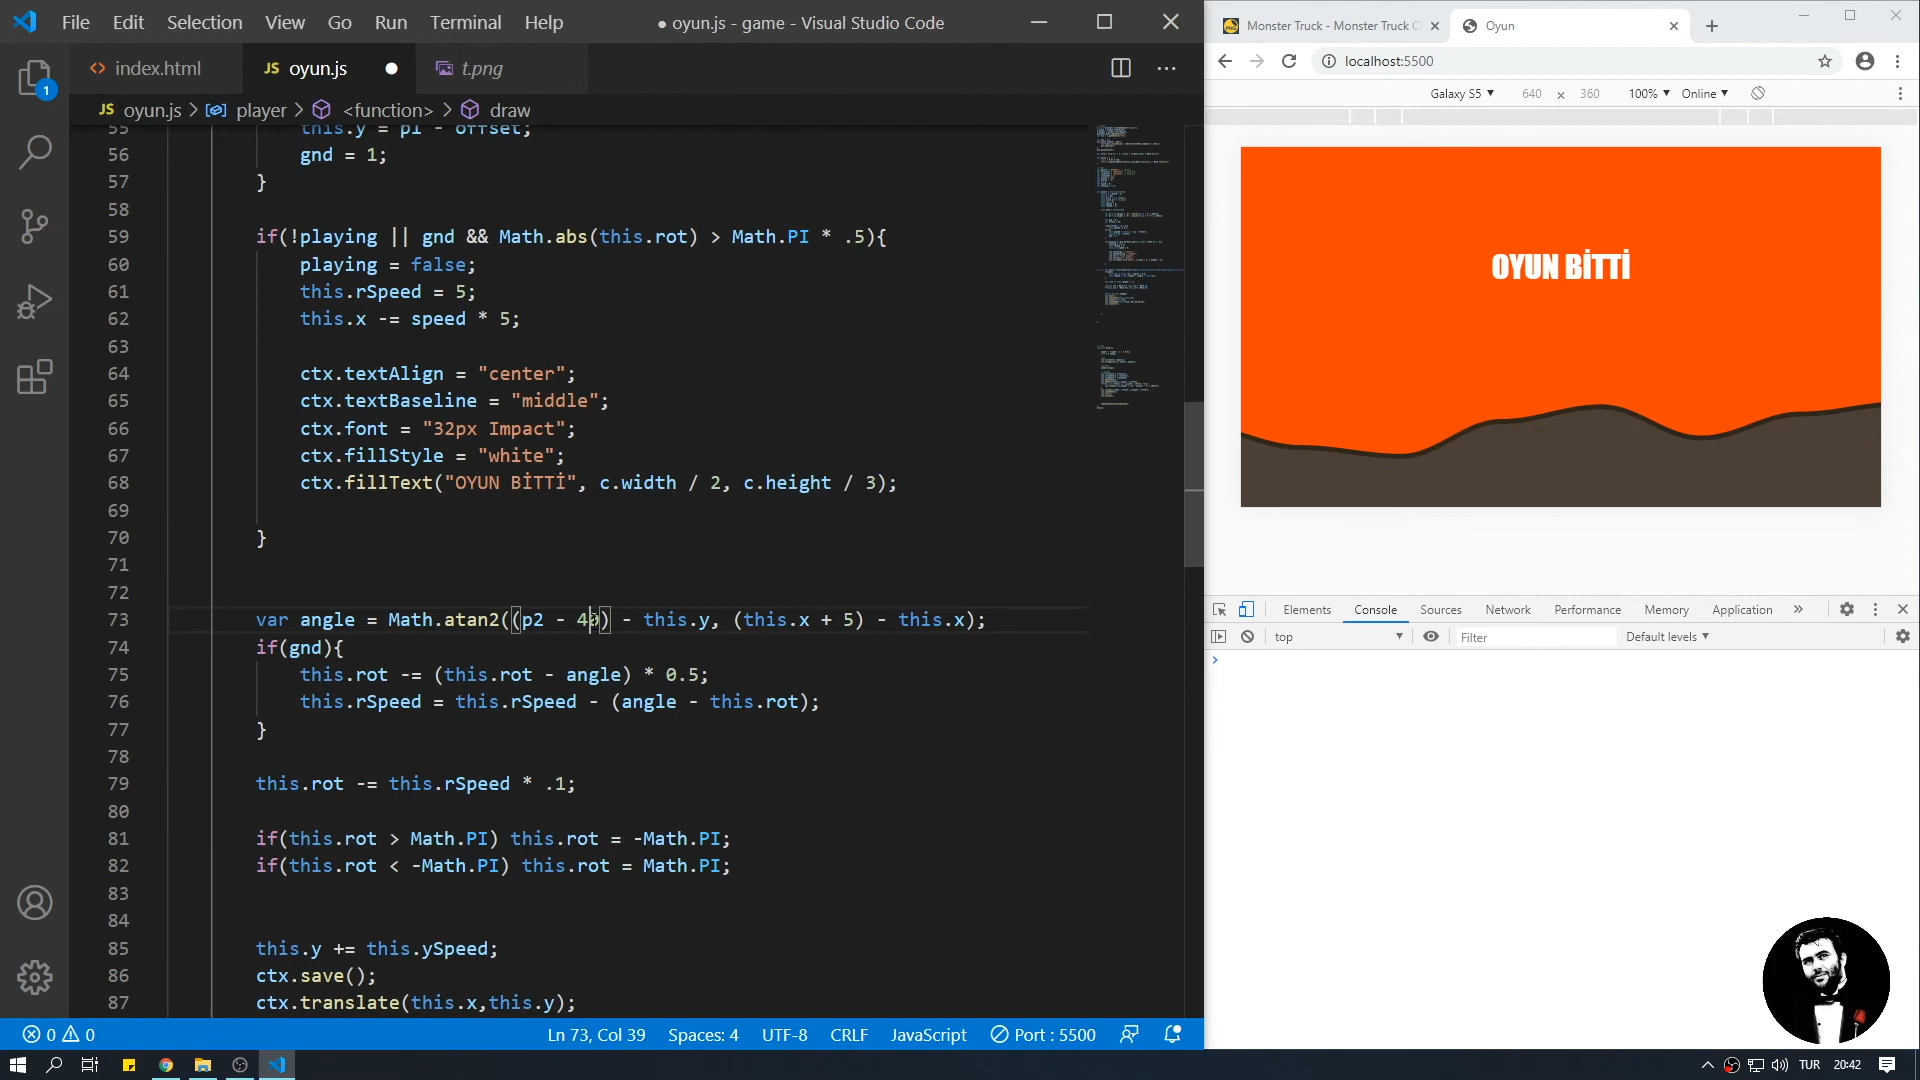 File Edit Selection View Go Run Terminal Help
● oyun.js - game - Visual Studio Code
<> index.html
JS oyun.js ●
t.png
JS oyun.js > player > <function> > draw
55 this.y = p1 - offset;
56 gnd = 1;
57 }
58
59 if(!playing || gnd && Math.abs(this.rot) > Math.PI * .5){
60 playing = false;
61 this.rSpeed = 5;
62 this.x -= speed * 5;
63
64 ctx.textAlign = "center";
65 ctx.textBaseline = "middle";
66 ctx.font = "32px Impact";
67 ctx.fillStyle = "white";
68 ctx.fillText("OYUN BİTTİ", c.width / 2, c.height / 3);
69
70 }
71
72
73 var angle = Math.atan2((p2 - 40) - this.y, (this.x + 5) - this.x);
74 if(gnd){
75 this.rot -= (this.rot - angle) * 0.5;
76 this.rSpeed = this.rSpeed - (angle - this.rot);
77 }
78
79 this.rot -= this.rSpeed * .1;
80
81 if(this.rot > Math.PI) this.rot = -Math.PI;
82 if(this.rot < -Math.PI) this.rot = Math.PI;
83
84
85 this.y += this.ySpeed;
86 ctx.save();
87 ctx.translate(this.x,this.y);
1
0 0
Ln 73, Col 39 Spaces: 4 UTF-8 CRLF JavaScript Port : 5500
Monster Truck - Monster Truck
Oyun
localhost:5500
Galaxy S5 640 × 360 100% Online
OYUN BİTTİ
Elements Console Sources Network Performance Memory Application »
top Filter Default levels
>
TUR 20:42